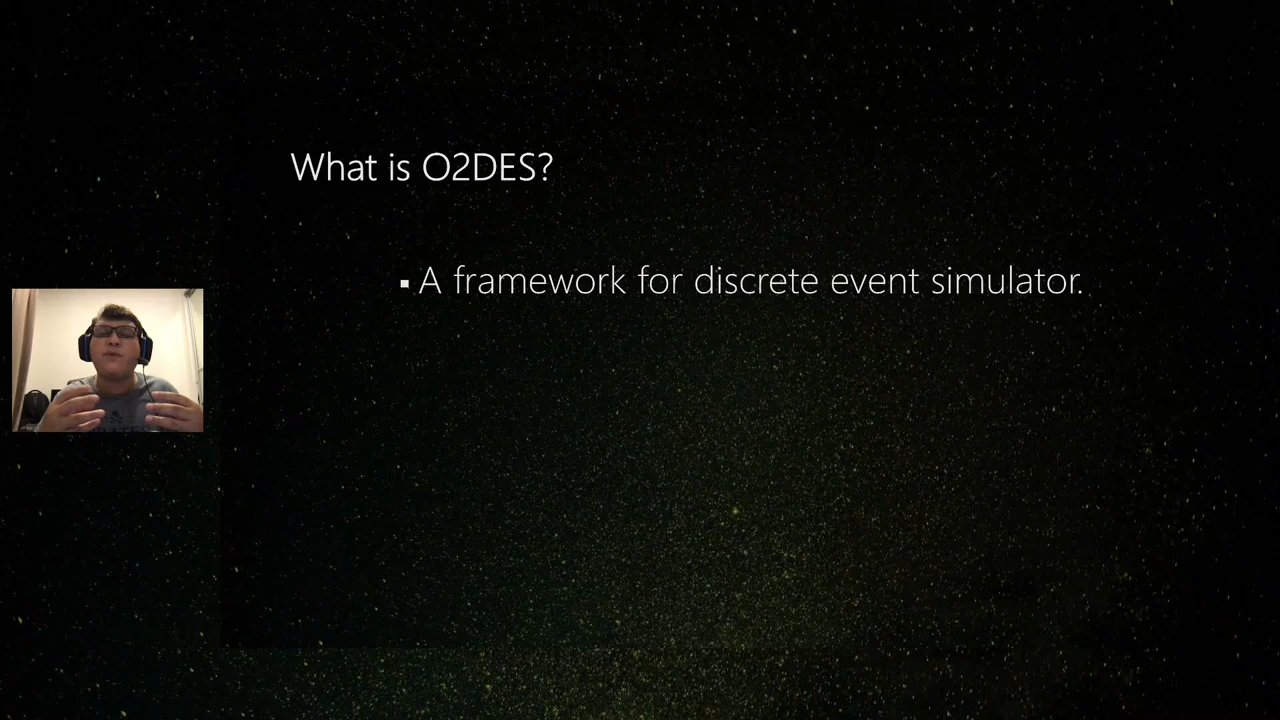 What is O2DES?
▪ A framework for discrete event simulator.